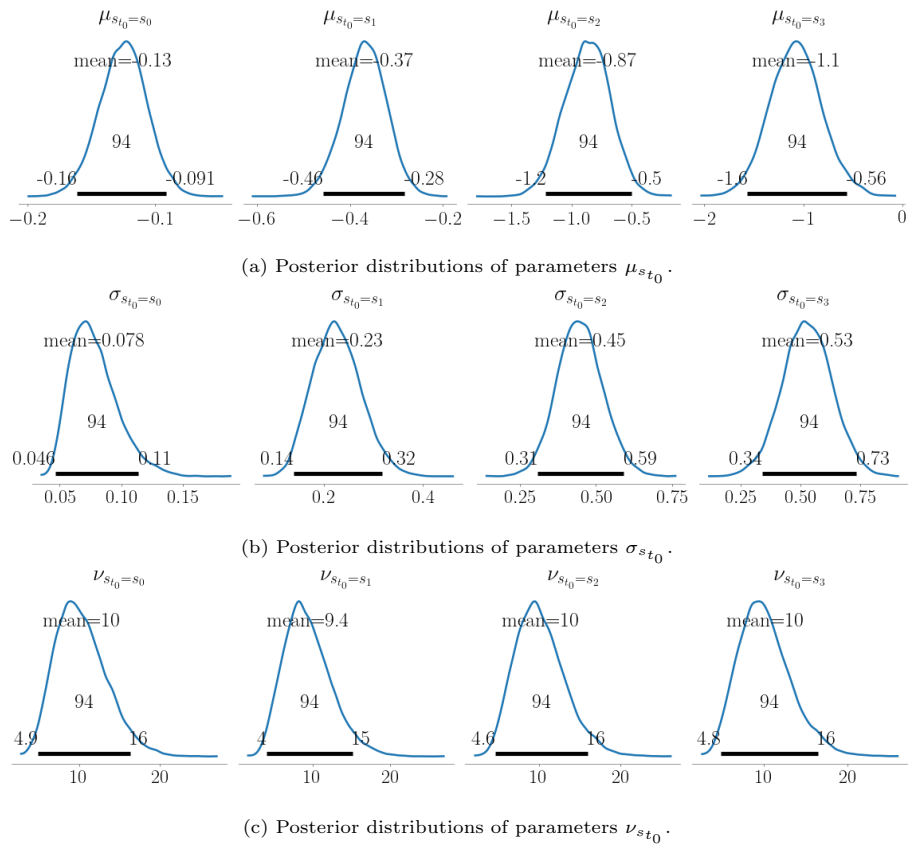 μ_{s_{t_0}=s_0} μ_{s_{t_0}=s_1} μ_{s_{t_0}=s_2} μ_{s_{t_0}=s_3}
mean=-0.13 mean=-0.37 mean=-0.87 mean=-1.1
94 94 94 94
-0.16 -0.091 -0.46 -0.28 -1.2 -0.5 -1.6 -0.56
−0.2 −0.1 −0.6 −0.4 −0.2 −1.5 −1.0 −0.5 −2 −1 0
(a) Posterior distributions of parameters μ_{s_{t_0}}.
σ_{s_{t_0}=s_0} σ_{s_{t_0}=s_1} σ_{s_{t_0}=s_2} σ_{s_{t_0}=s_3}
mean=0.078 mean=0.23 mean=0.45 mean=0.53
94 94 94 94
0.046 0.11 0.14 0.32 0.31 0.59 0.34 0.73
0.05 0.10 0.15 0.2 0.4 0.25 0.50 0.75 0.25 0.50 0.75
(b) Posterior distributions of parameters σ_{s_{t_0}}.
ν_{s_{t_0}=s_0} ν_{s_{t_0}=s_1} ν_{s_{t_0}=s_2} ν_{s_{t_0}=s_3}
mean=10 mean=9.4 mean=10 mean=10
94 94 94 94
4.9 16 4 15 4.6 16 4.8 16
10 20 10 20 10 20 10 20
(c) Posterior distributions of parameters ν_{s_{t_0}}.